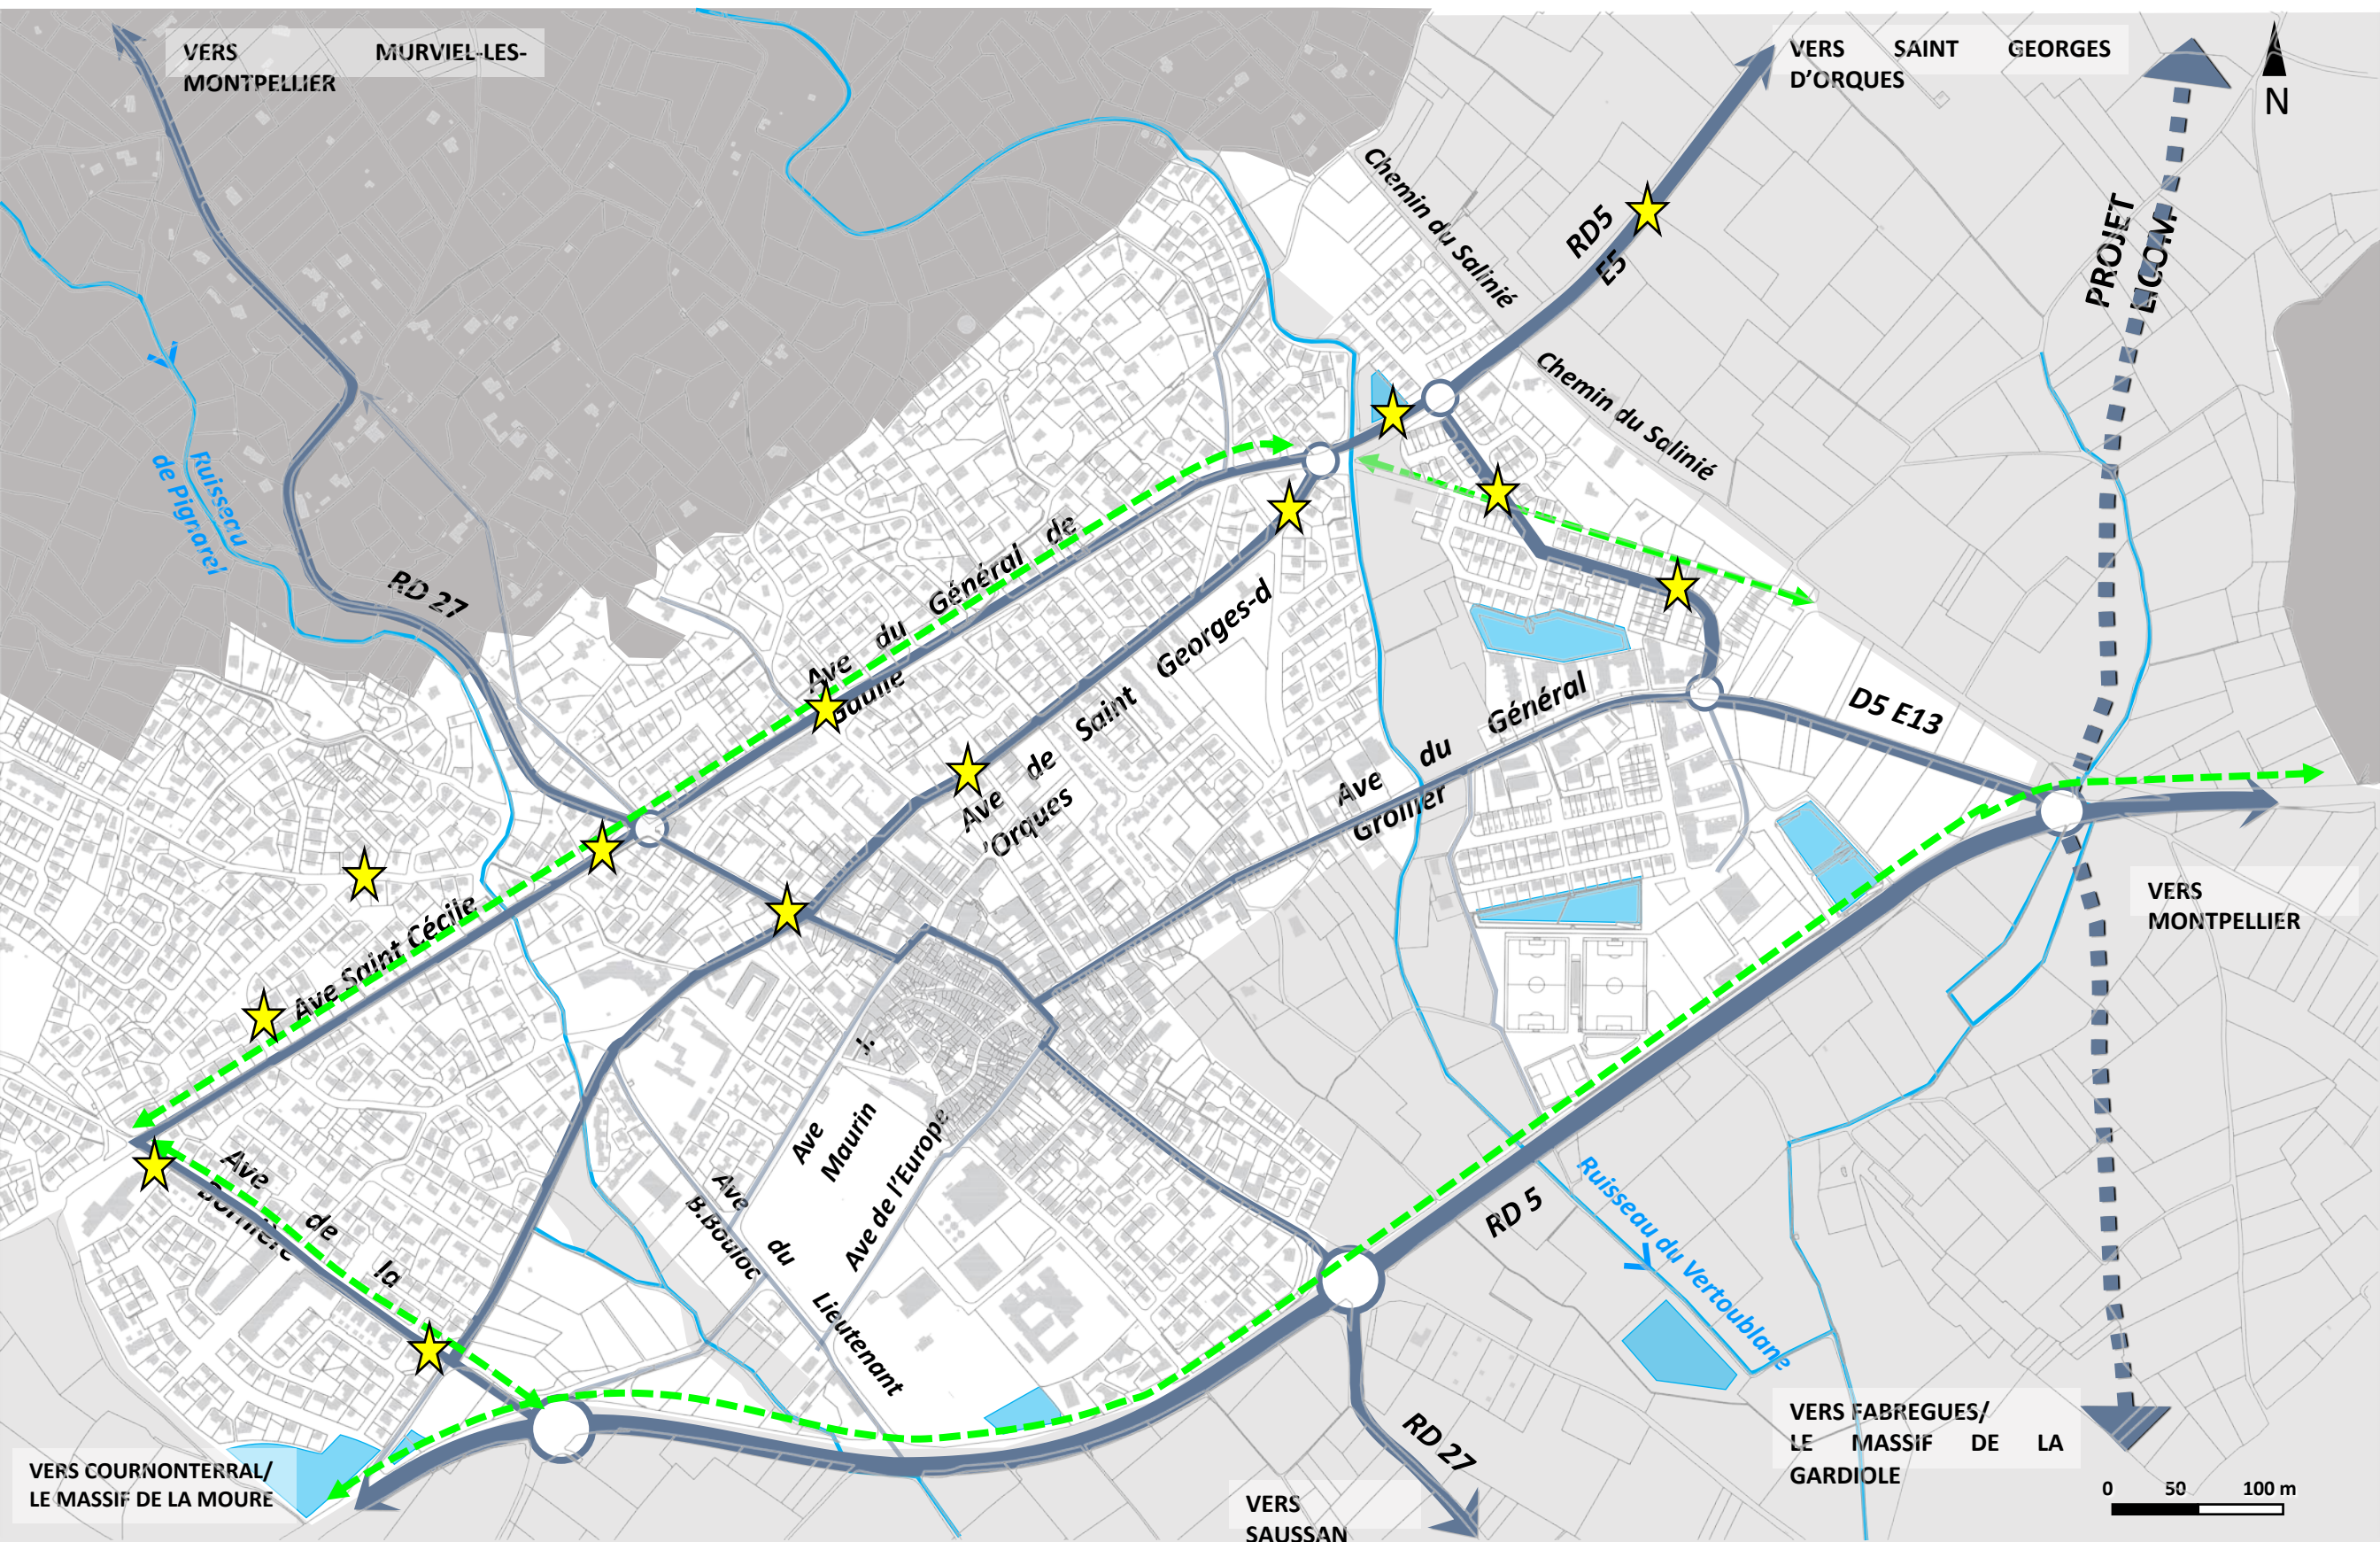 VERS MURVIEL-LES-
MONTPELLIER
VERS SAINT GEORGES
D'ORQUES
N
Chemin du Salinié
RD5
E5
PROJET
LICOM
Chemin du Salinié
Ruisseau
de Pignarel
RD 27
Ave du Général de
Gaulle
Ave de Saint Georges-d
'Orques
Ave du Général
Grollier
D5 E13
VERS
MONTPELLIER
Ave Saint Cécile
Ave J.
Maurin
Ave de l'Europe
Ave du Lieutenant
B.Bouloc
Ave de la
RD 5
Ruisseau du Vertoublane
VERS FABREGUES/
LE MASSIF DE LA
GARDIOLE
RD 27
VERS COURNONTERRAL/
LE MASSIF DE LA MOURE
VERS
SAUSSAN
0 50 100 m